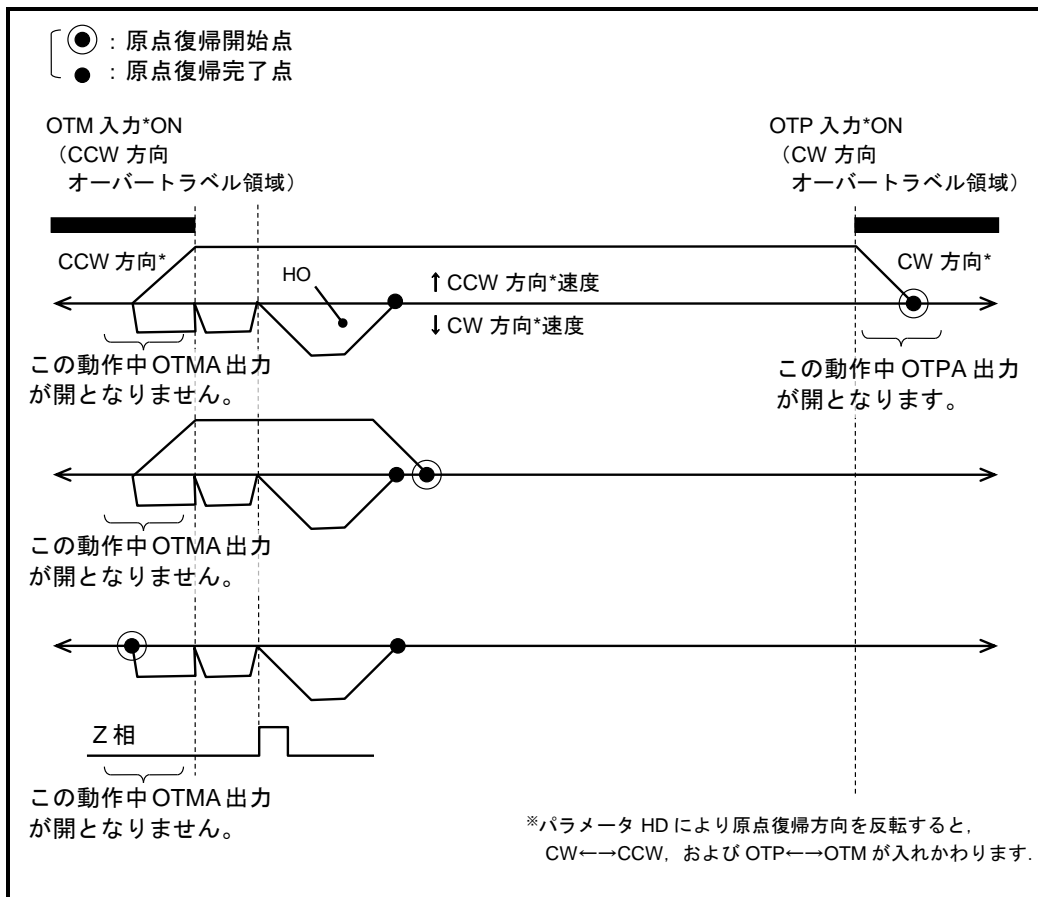 ：原点復帰開始点
：原点復帰完了点
OTM 入力*ON
（CCW 方向
オーバートラベル領域）
OTP 入力*ON
（CW 方向
オーバートラベル領域）
CCW 方向*
HO
↑ CCW 方向*速度
↓ CW 方向*速度
CW 方向*
この動作中 OTMA 出力
が開となりません。
この動作中 OTPA 出力
が開となります。
この動作中 OTMA 出力
が開となりません。
Z 相
この動作中 OTMA 出力
が開となりません。
※パラメータ HD により原点復帰方向を反転すると，
CW←→CCW，および OTP←→OTM が入れかわります.